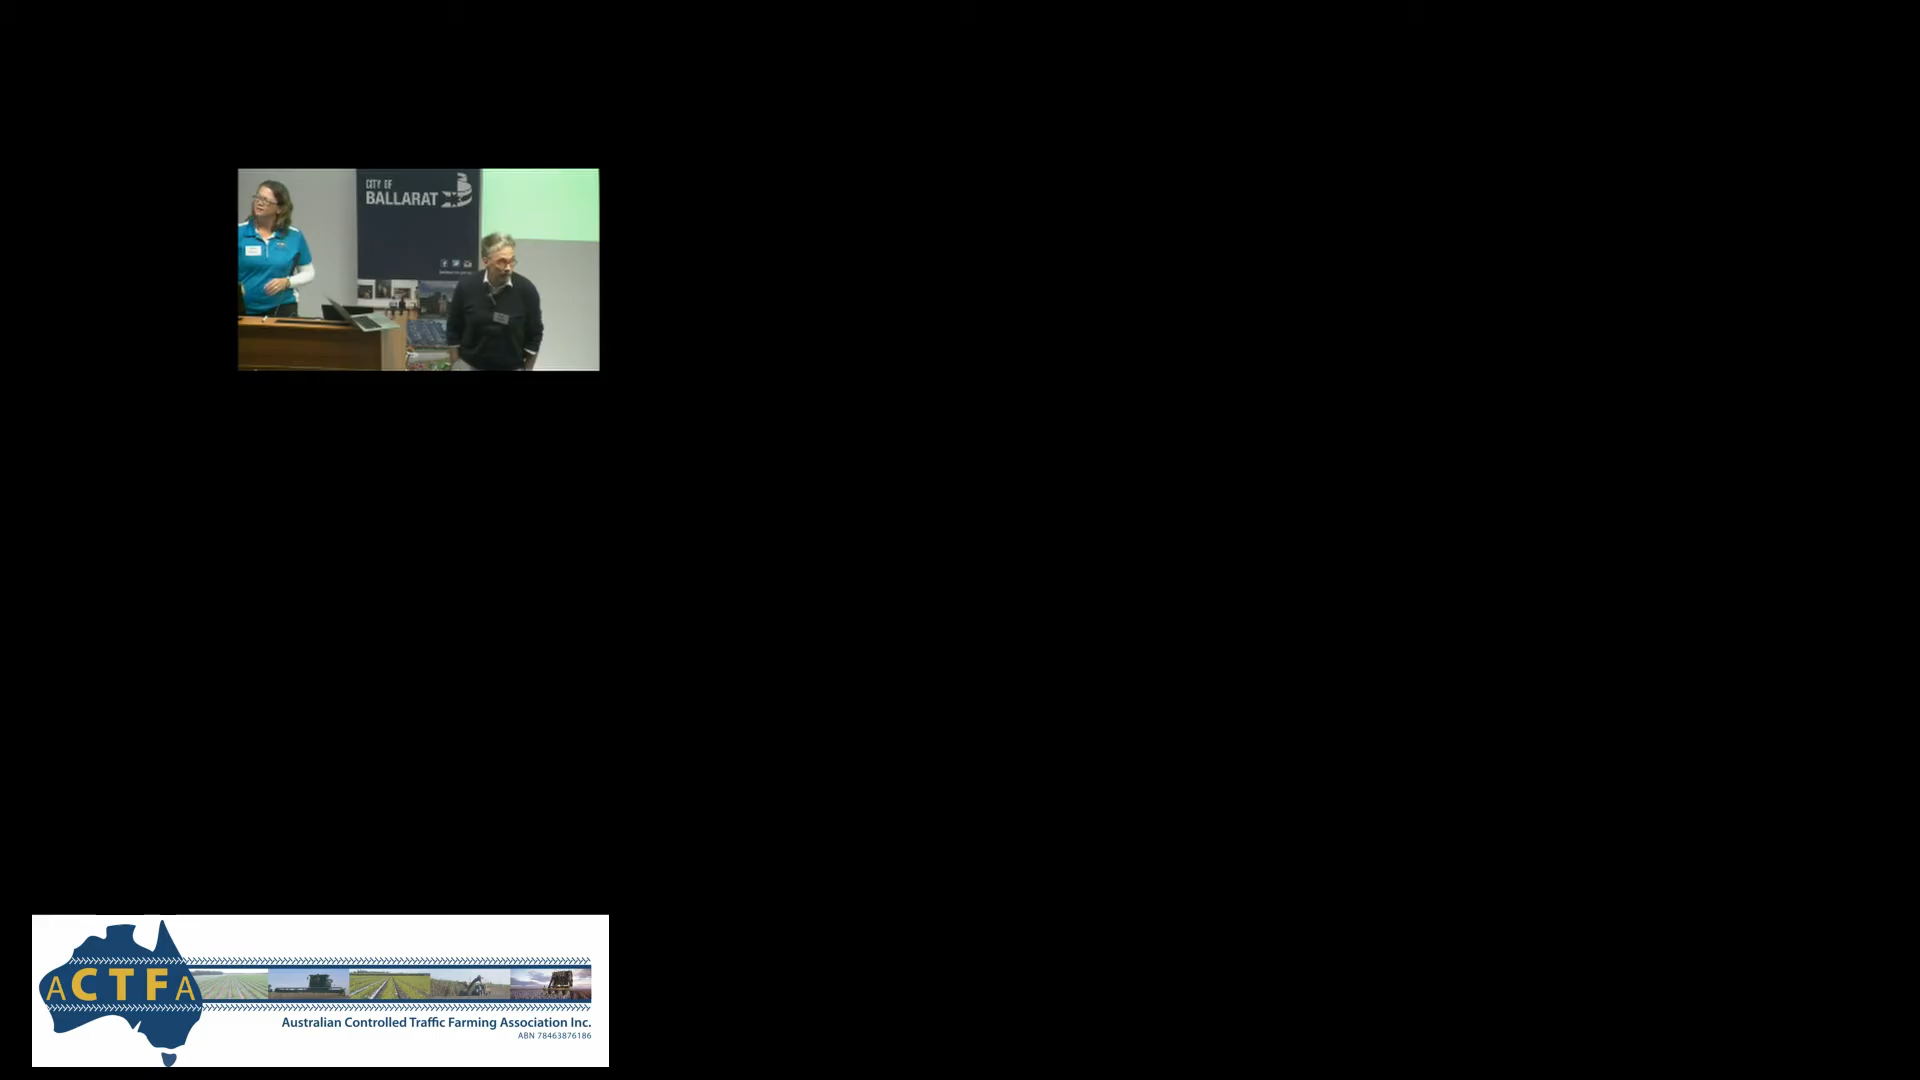 CITY OF
BALLARAT
ACTFA
Australian Controlled Traffic Farming Association Inc.
ABN 78463876186